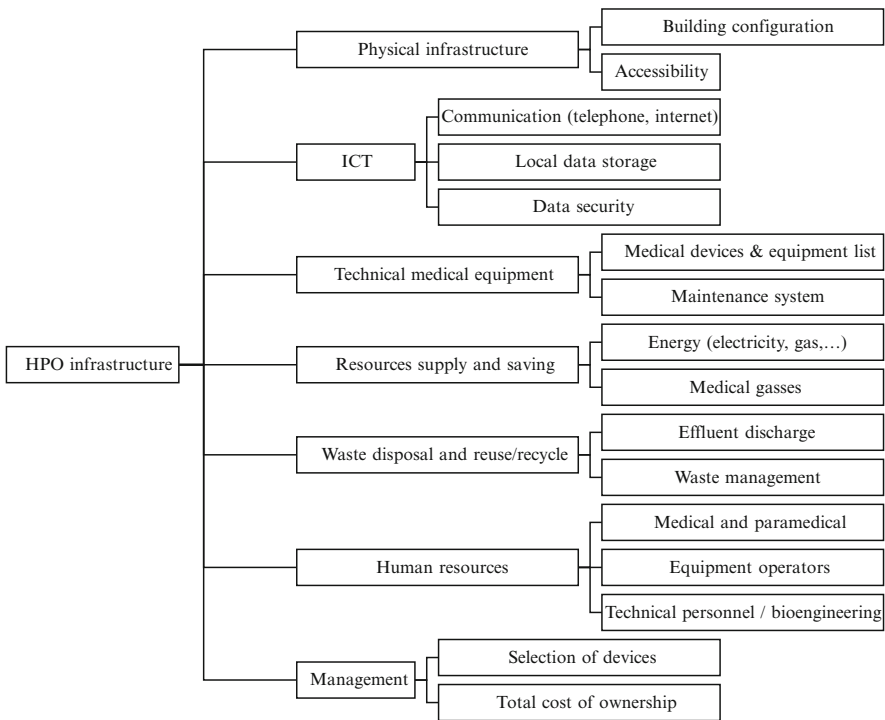 HPO infrastructure
Physical infrastructure
Building configuration
Accessibility
ICT
Communication (telephone, internet)
Local data storage
Data security
Technical medical equipment
Medical devices & equipment list
Maintenance system
Resources supply and saving
Energy (electricity, gas,...)
Medical gasses
Waste disposal and reuse/recycle
Effluent discharge
Waste management
Human resources
Medical and paramedical
Equipment operators
Technical personnel / bioengineering
Management
Selection of devices
Total cost of ownership